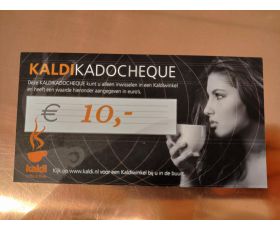 KALDIKADOCHEQUE
Deze KALDIKADOCHEQUE kunt u alleen inwisselen in een Kaldiwinkel
en heeft een waarde hieronder aangegeven in euro's.
€ 10,-
kaldi
Kijk op www.kaldi.nl voor een Kaldiwinkel bij u in de buurt.